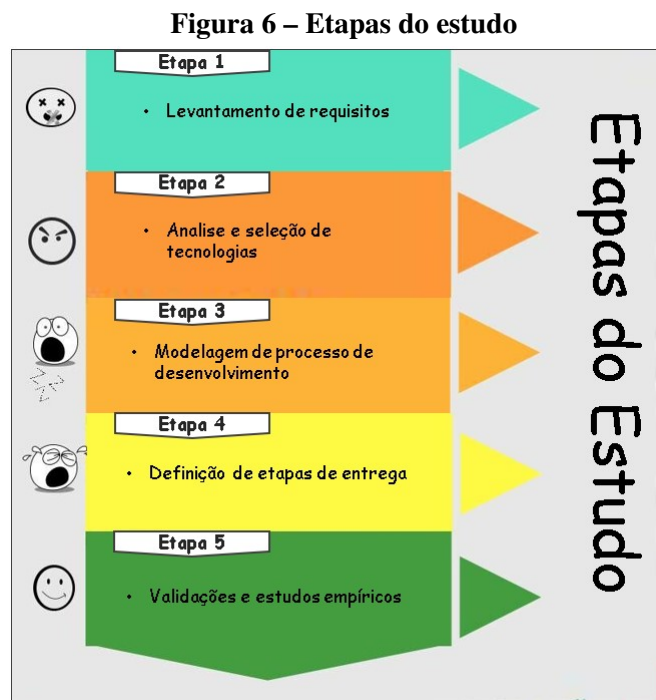 Figura 6 – Etapas do estudo
Etapa 1
• Levantamento de requisitos
Etapa 2
• Analise e seleção de
tecnologias
Etapa 3
• Modelagem de processo de
desenvolvimento
Etapa 4
• Definição de etapas de entrega
Etapa 5
• Validações e estudos empíricos
Etapas do Estudo